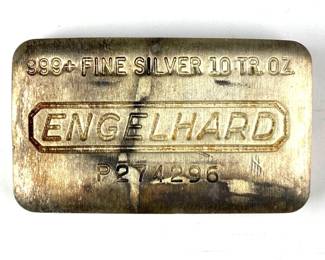 999+ FINE SILVER 10 TR. OZ.
ENGELHARD
P274296